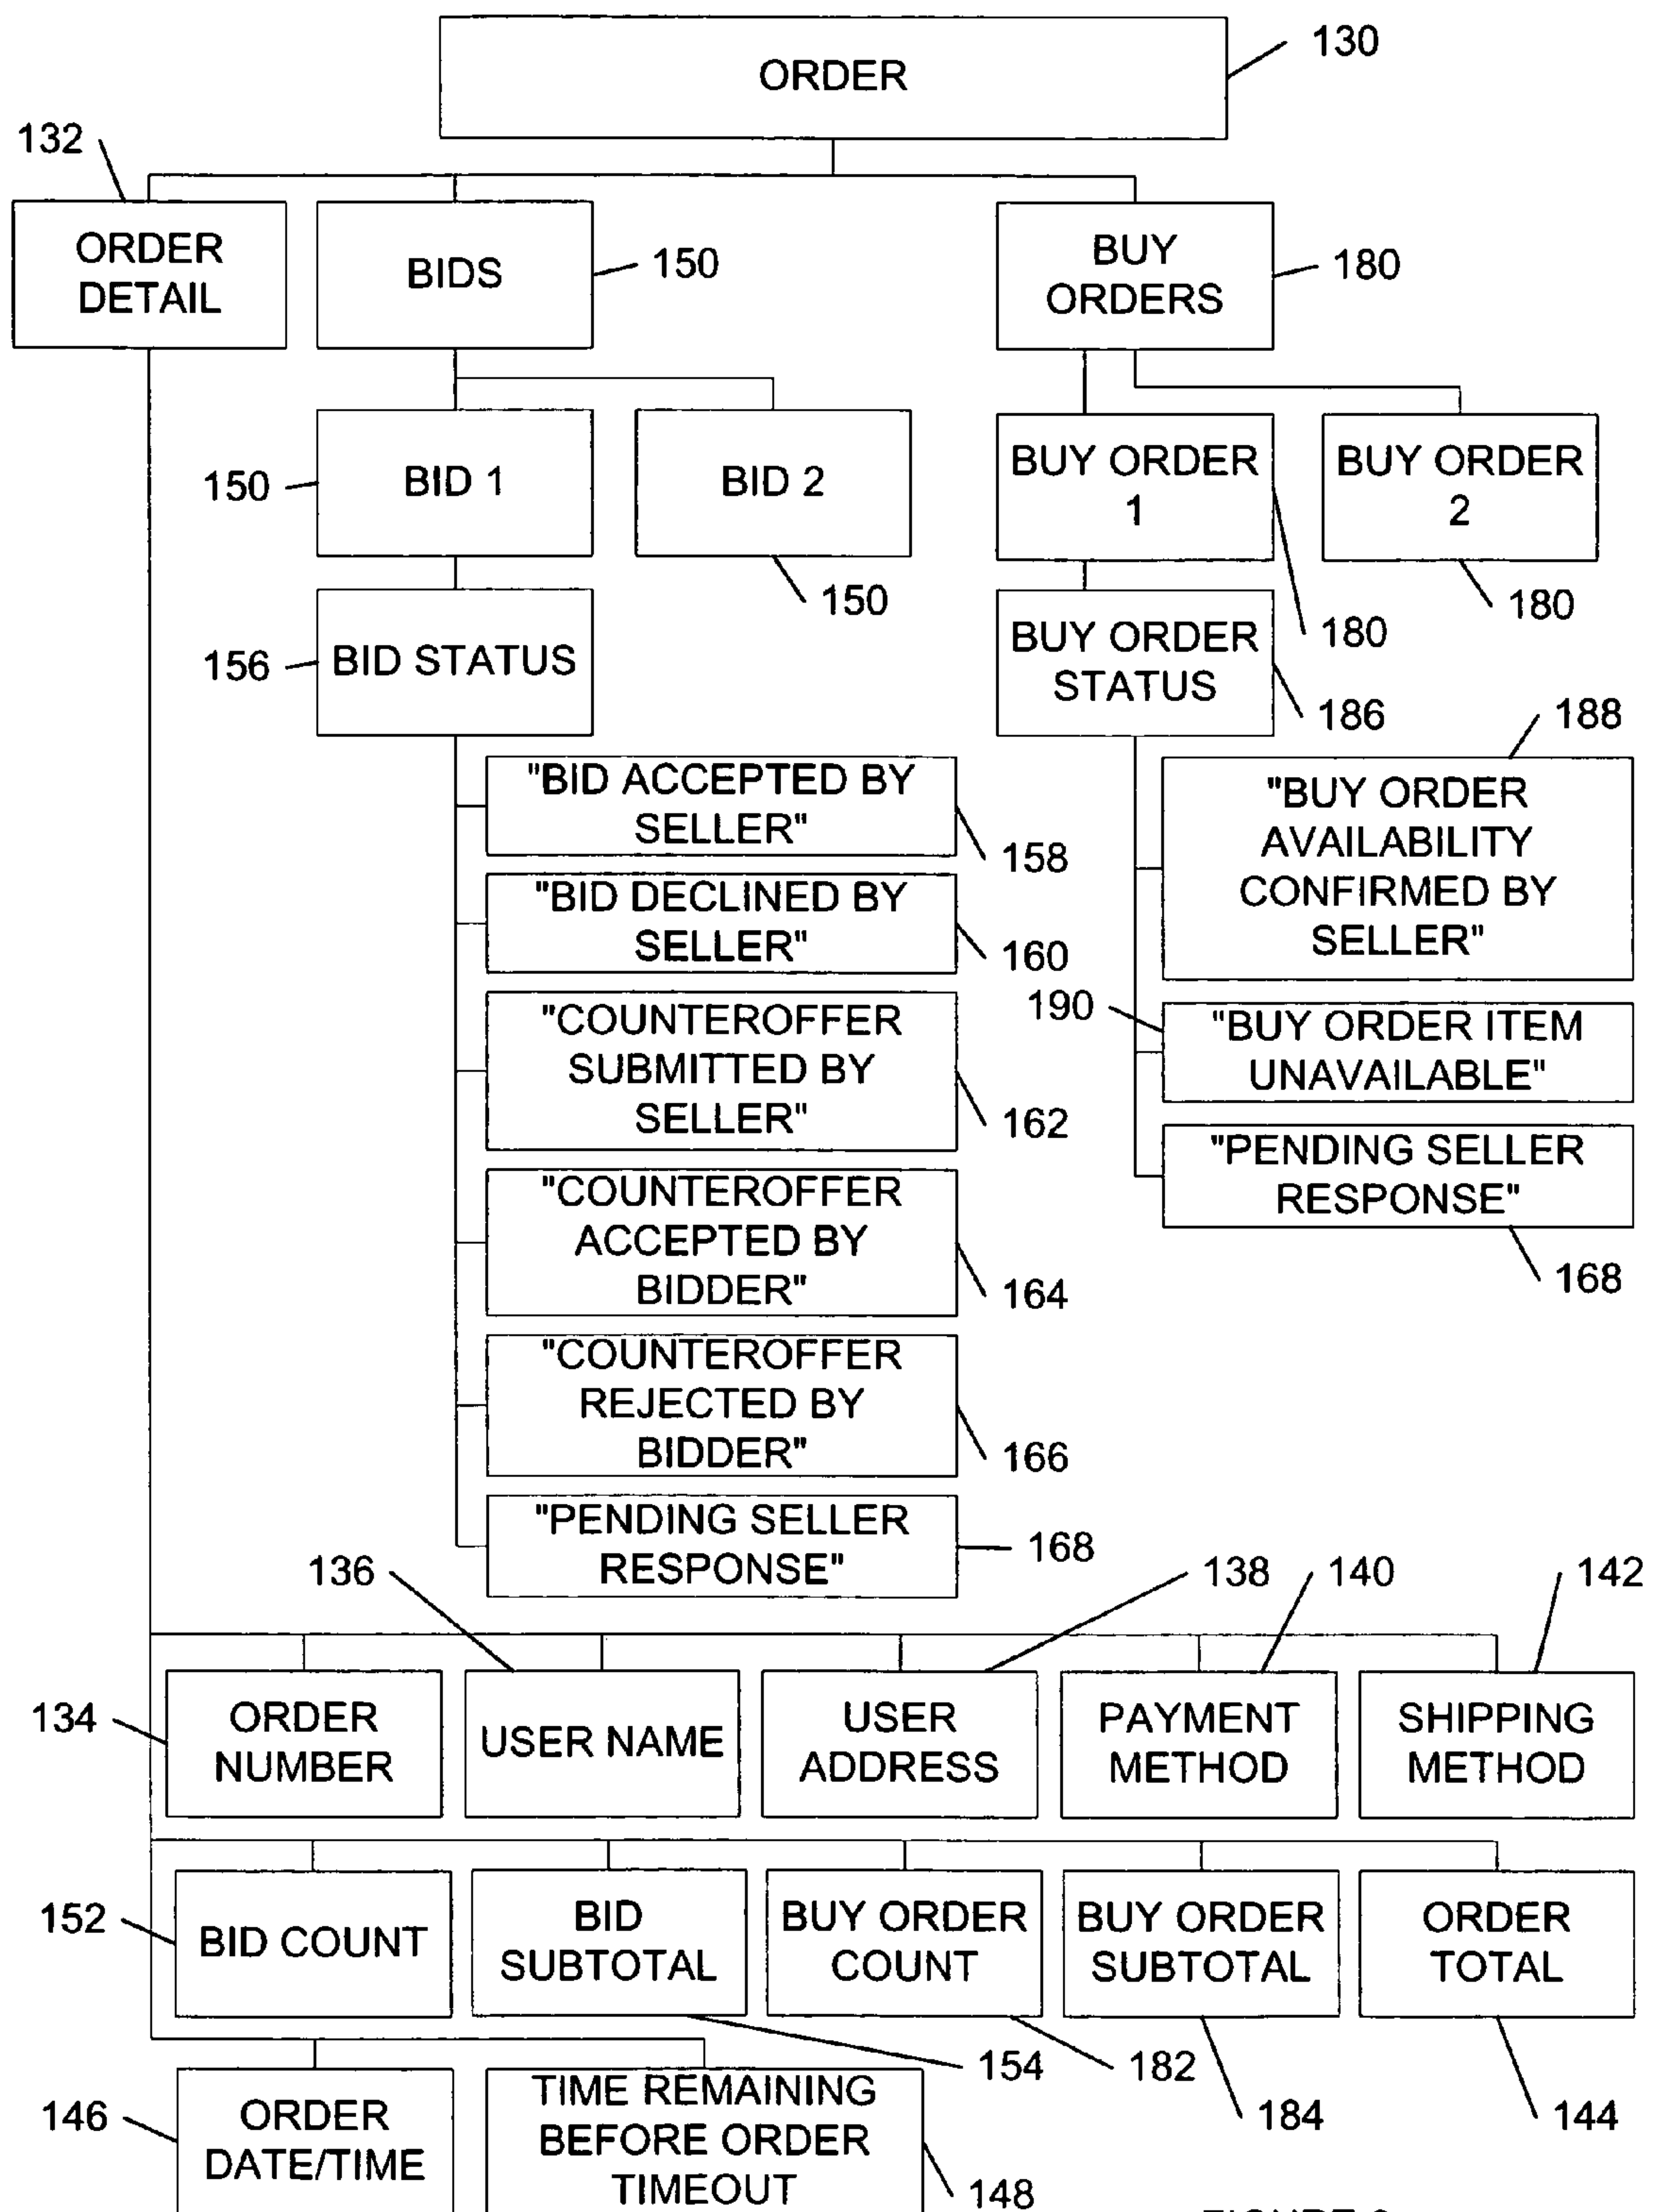 ORDER
130
132
ORDER
DETAIL
BIDS
150
BUY
ORDERS
180
150
BID 1
BID 2
150
BUY ORDER
1
180
BUY ORDER
2
180
156
BID STATUS
BUY ORDER
STATUS
186
"BID ACCEPTED BY
SELLER"
158
"BID DECLINED BY
SELLER"
160
"COUNTEROFFER
SUBMITTED BY
SELLER"
162
"COUNTEROFFER
ACCEPTED BY
BIDDER"
164
"COUNTEROFFER
REJECTED BY
BIDDER"
166
"PENDING SELLER
RESPONSE"
168
188
"BUY ORDER
AVAILABILITY
CONFIRMED BY
SELLER"
190
"BUY ORDER ITEM
UNAVAILABLE"
"PENDING SELLER
RESPONSE"
168
136
138
140
142
134
ORDER
NUMBER
USER NAME
USER
ADDRESS
PAYMENT
METHOD
SHIPPING
METHOD
152
BID COUNT
BID
SUBTOTAL
BUY ORDER
COUNT
BUY ORDER
SUBTOTAL
ORDER
TOTAL
154
182
184
144
146
ORDER
DATE/TIME
TIME REMAINING
BEFORE ORDER
TIMEOUT
148